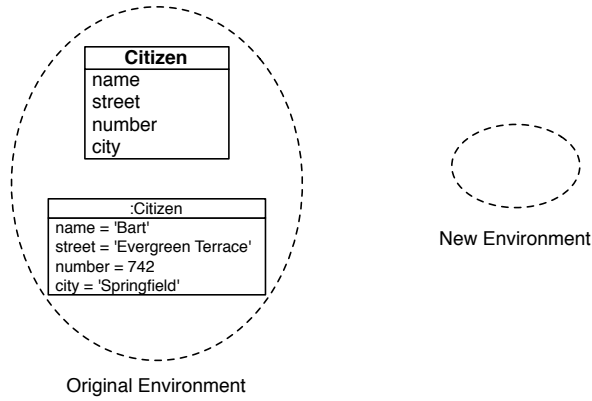 Citizen
name
street
number
city
:Citizen
name = 'Bart'
street = 'Evergreen Terrace'
number = 742
city = 'Springfield'
New Environment
Original Environment